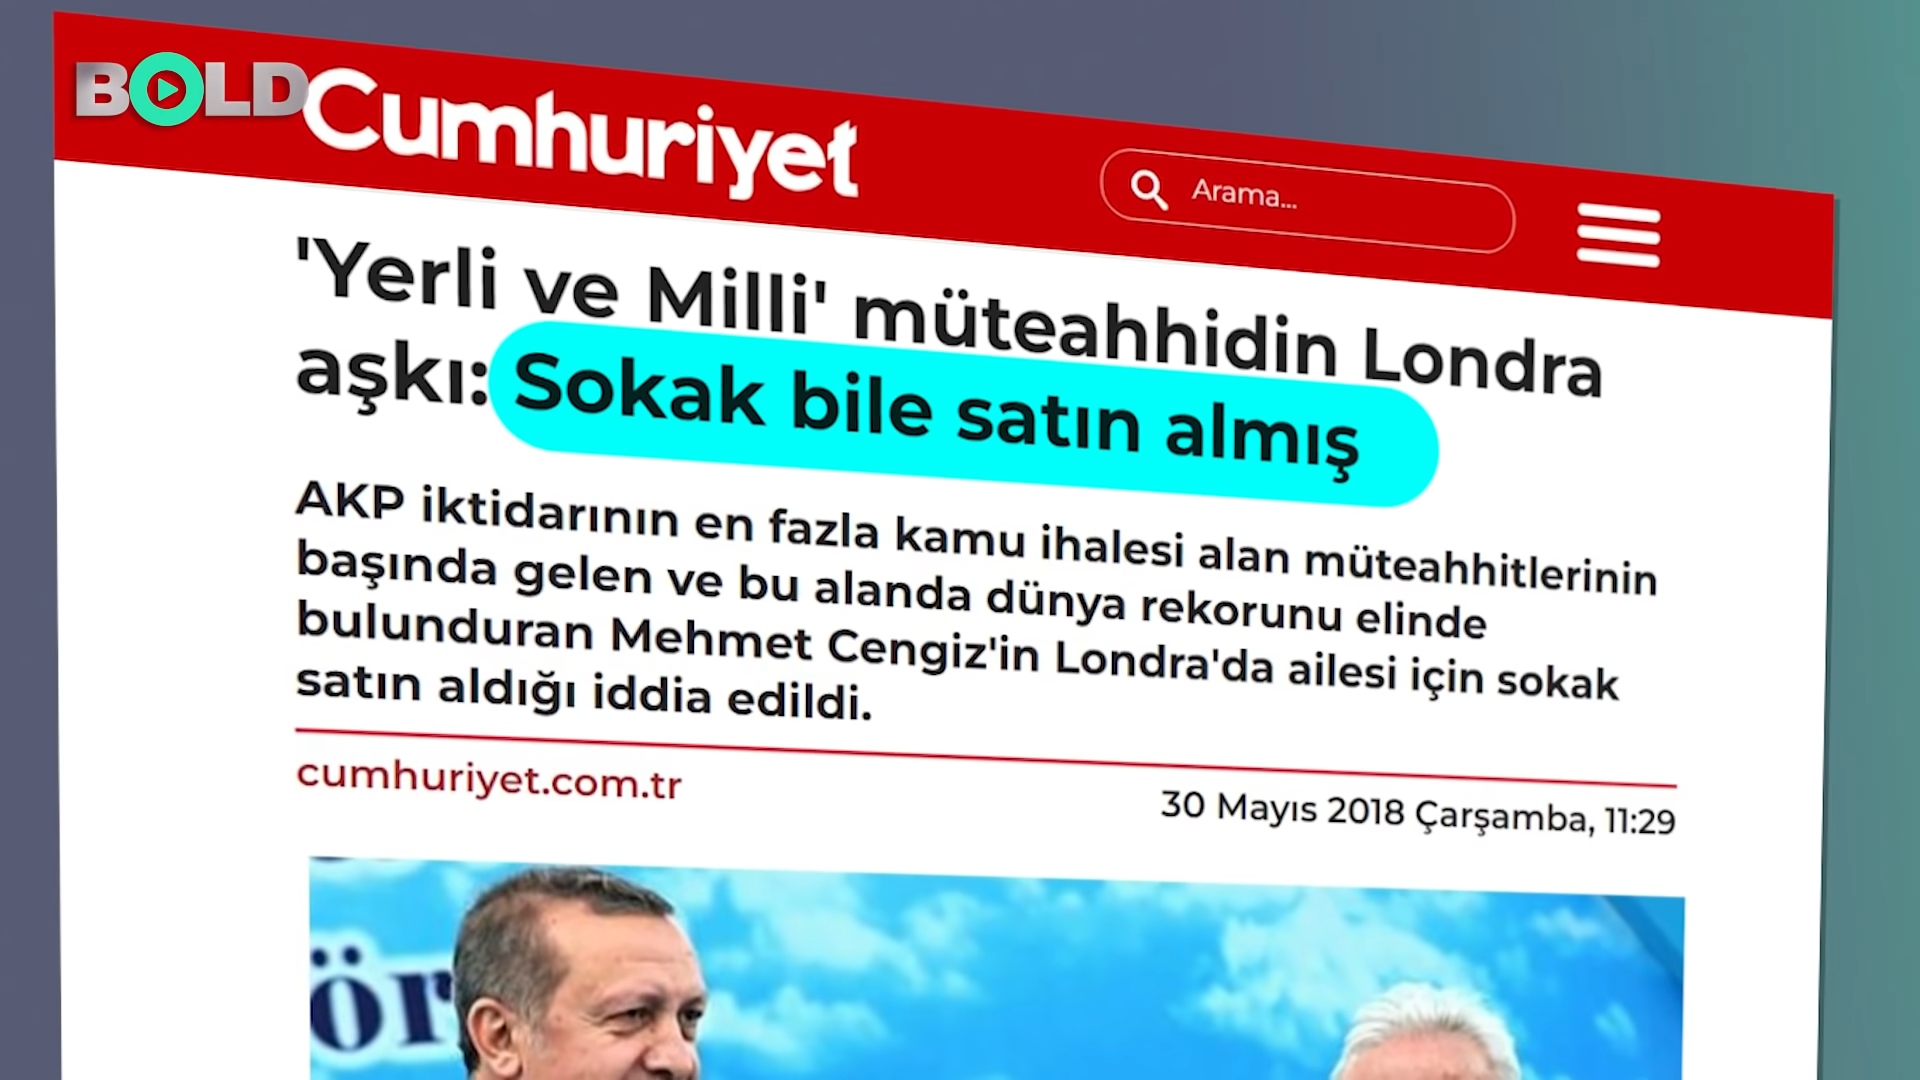 BOLD
Cumhuriyet
Arama...
'Yerli ve Milli' müteahhidin Londra
aşkı: Sokak bile satın almış
AKP iktidarının en fazla kamu ihalesi alan müteahhitlerinin
başında gelen ve bu alanda dünya rekorunu elinde
bulunduran Mehmet Cengiz'in Londra'da ailesi için sokak
satın aldığı iddia edildi.
cumhuriyet.com.tr
30 Mayıs 2018 Çarşamba, 11:29
ör